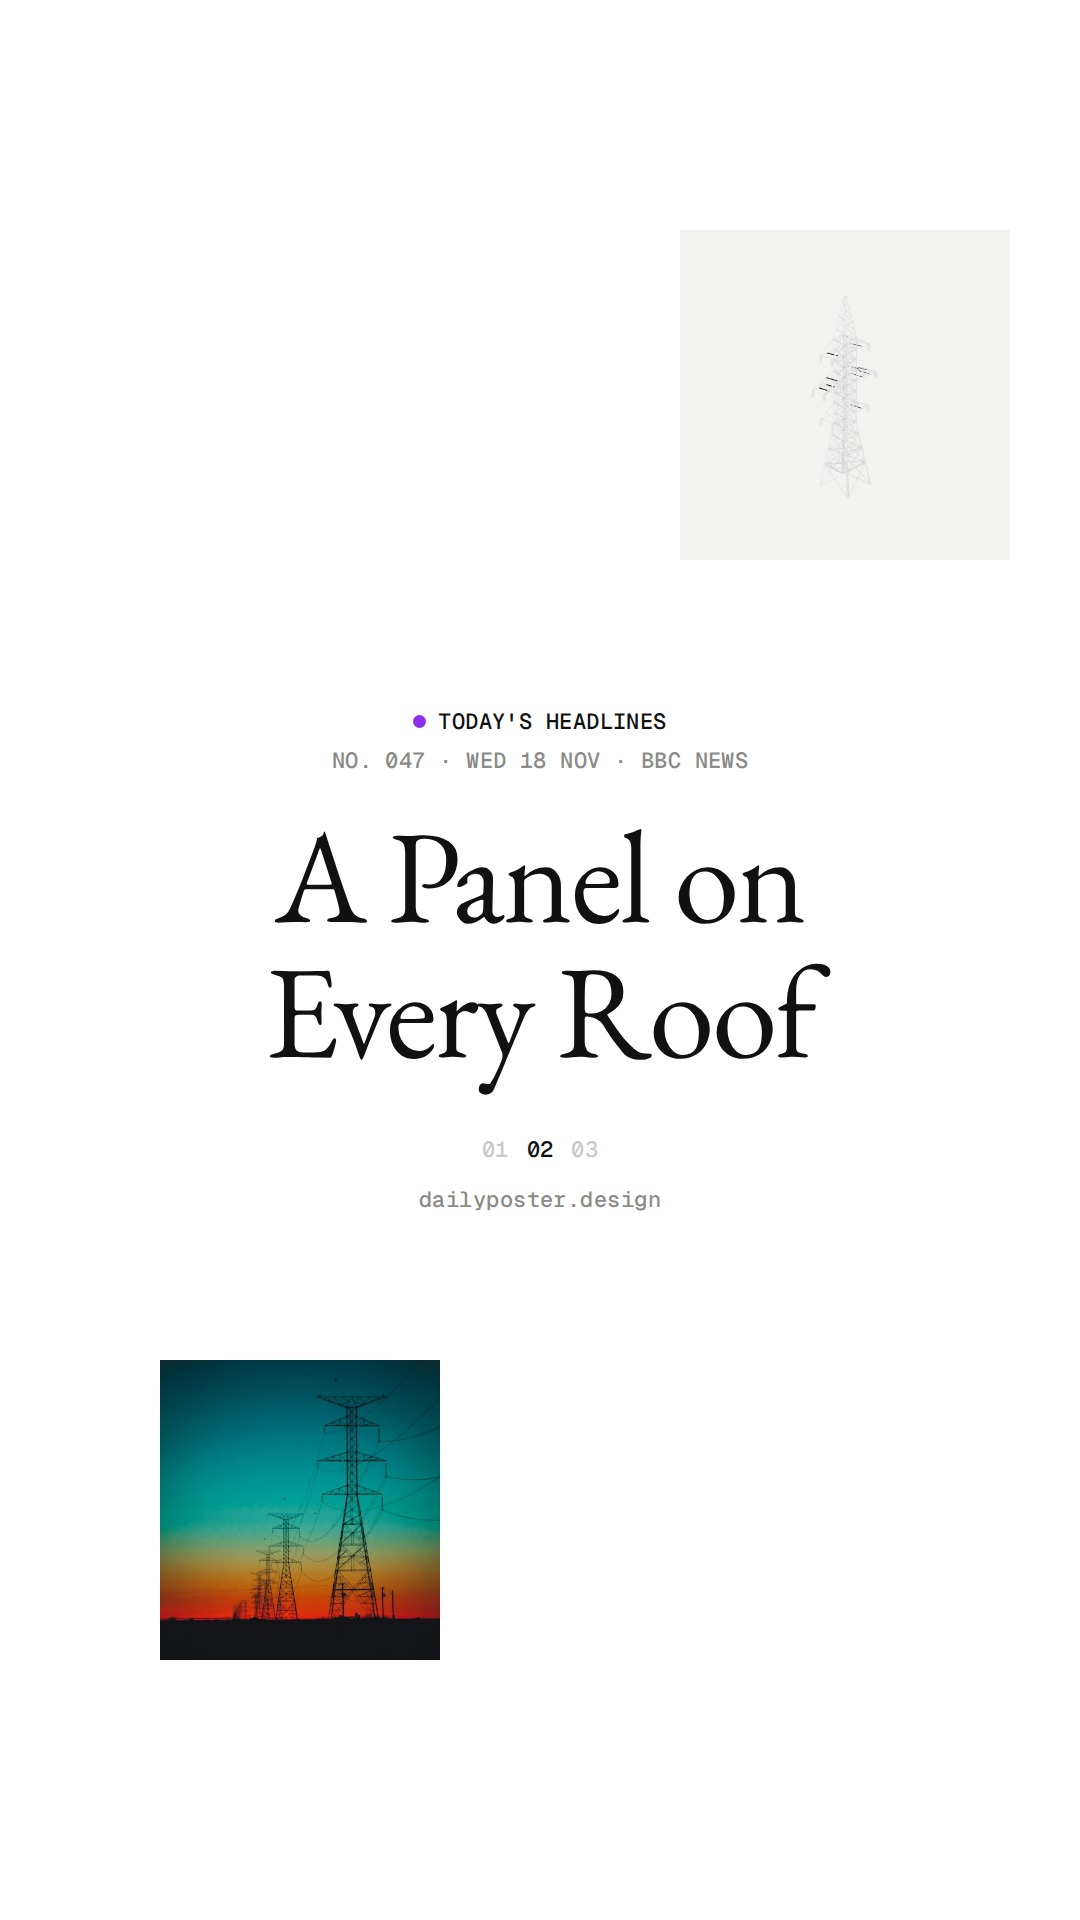 TODAY'S HEADLINES
NO. 047 · WED 18 NOV · BBC NEWS
A Panel on
Every Roof
01 02 03
dailyposter.design